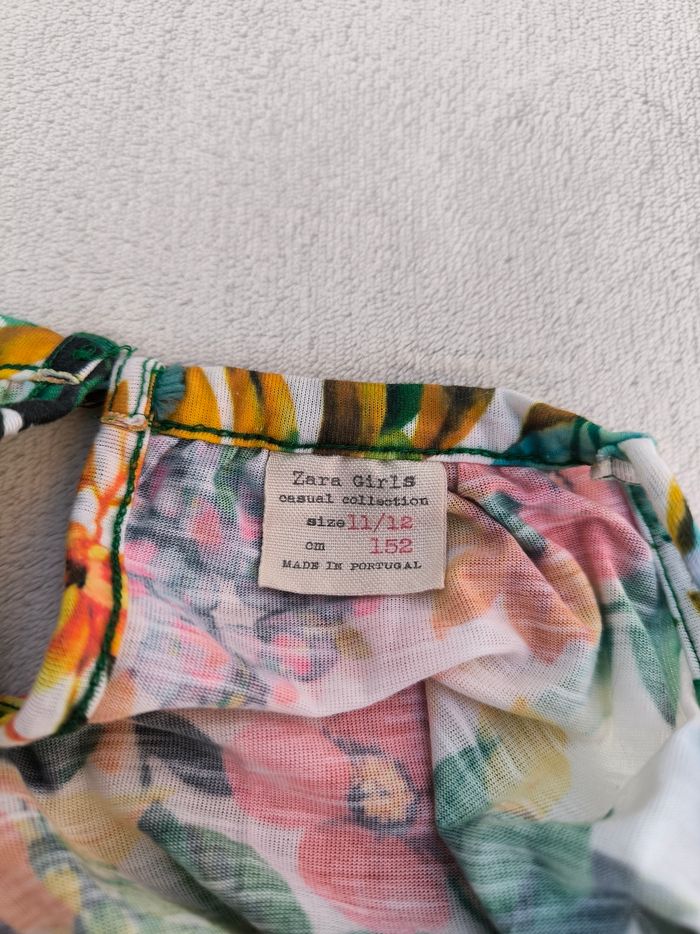 Zara Girls
casual collection
size 11/12
cm 152
MADE IN PORTUGAL